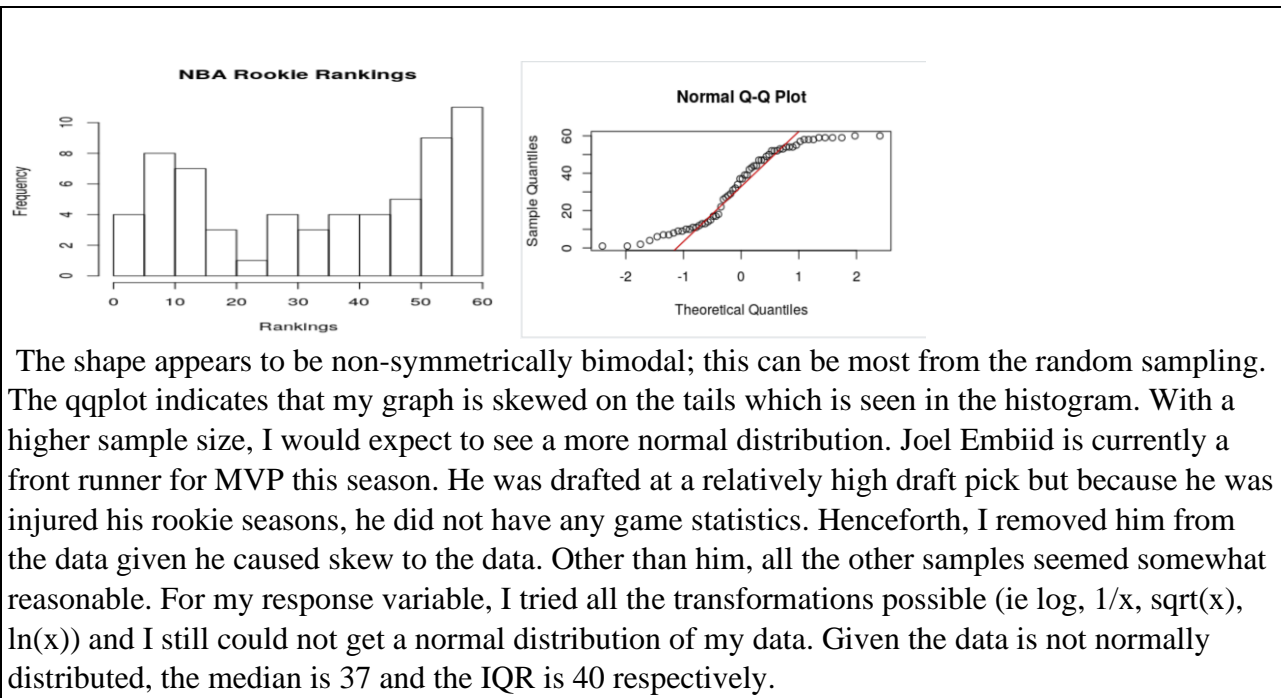 NBA Rookie Rankings
Frequency
0 2 4 6 8 10
0 10 20 30 40 50 60
Rankings
Normal Q-Q Plot
Sample Quantiles
0 20 40 60
-2 -1 0 1 2
Theoretical Quantiles
The shape appears to be non-symmetrically bimodal; this can be most from the random sampling.
The qqplot indicates that my graph is skewed on the tails which is seen in the histogram. With a
higher sample size, I would expect to see a more normal distribution. Joel Embiid is currently a
front runner for MVP this season. He was drafted at a relatively high draft pick but because he was
injured his rookie seasons, he did not have any game statistics. Henceforth, I removed him from
the data given he caused skew to the data. Other than him, all the other samples seemed somewhat
reasonable. For my response variable, I tried all the transformations possible (ie log, 1/x, sqrt(x),
ln(x)) and I still could not get a normal distribution of my data. Given the data is not normally
distributed, the median is 37 and the IQR is 40 respectively.